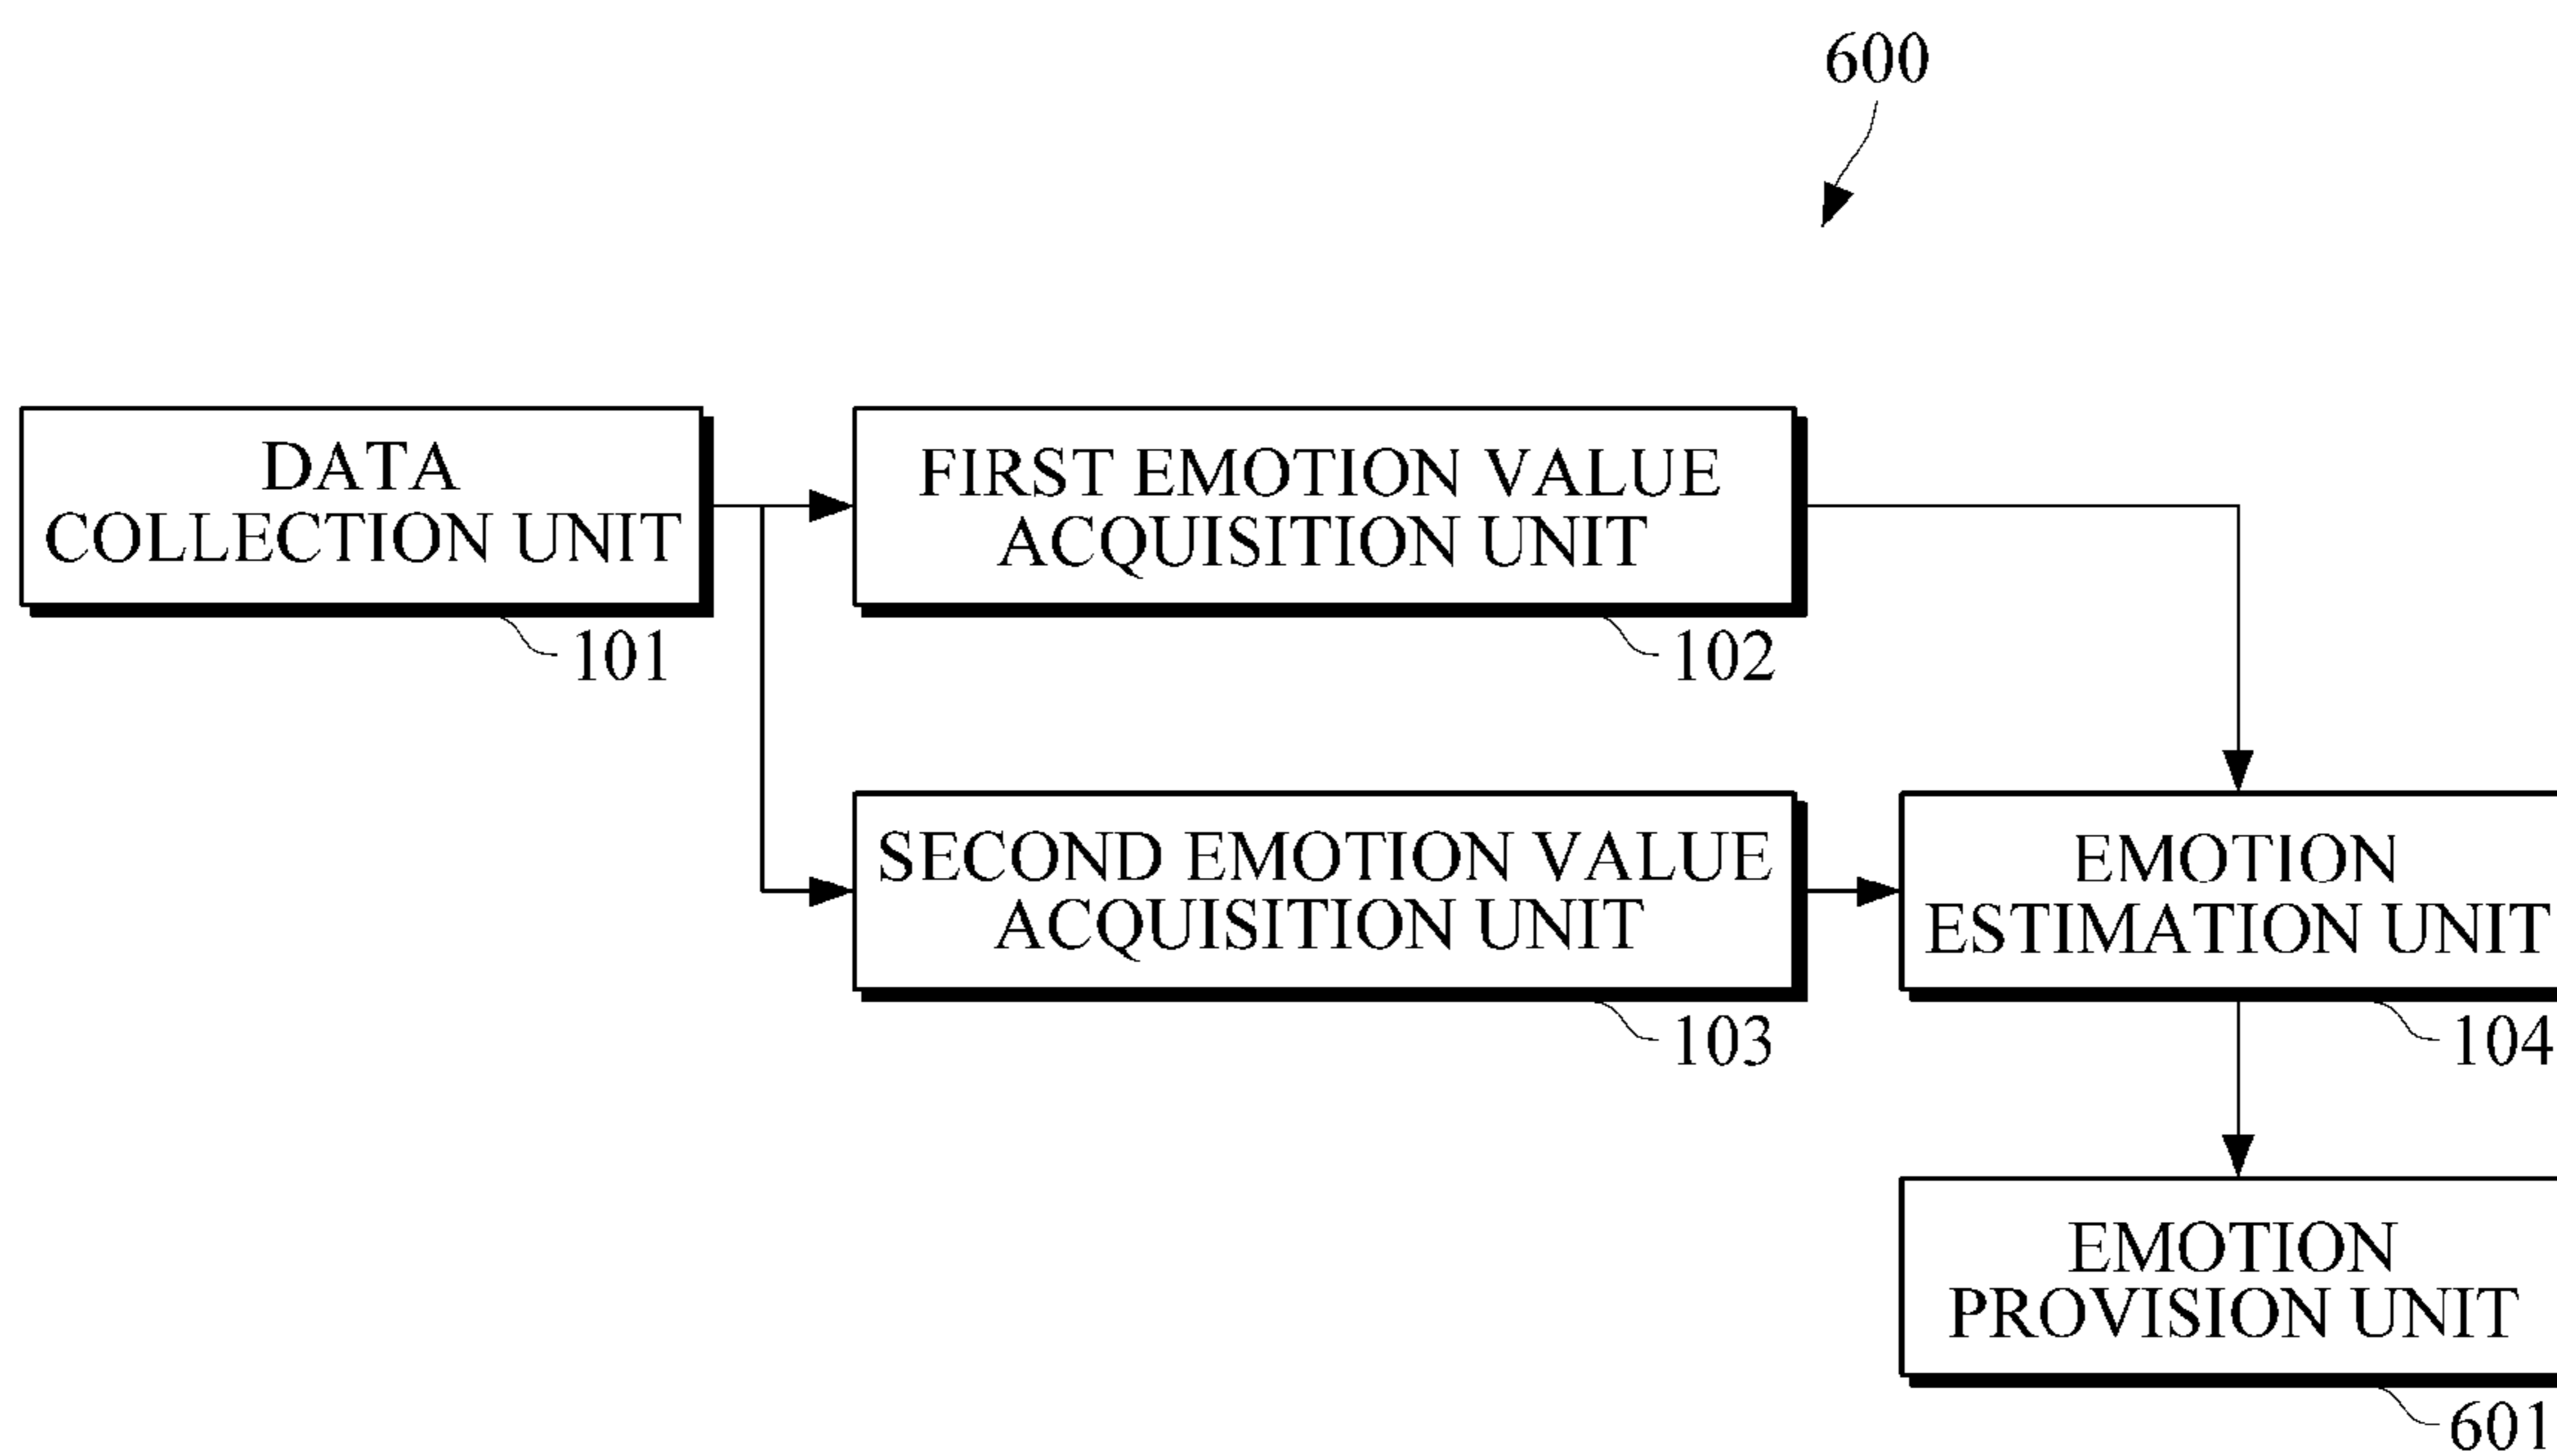 600
DATA
COLLECTION UNIT
101
FIRST EMOTION VALUE
ACQUISITION UNIT
102
SECOND EMOTION VALUE
ACQUISITION UNIT
103
EMOTION
ESTIMATION UNIT
104
EMOTION
PROVISION UNIT
601